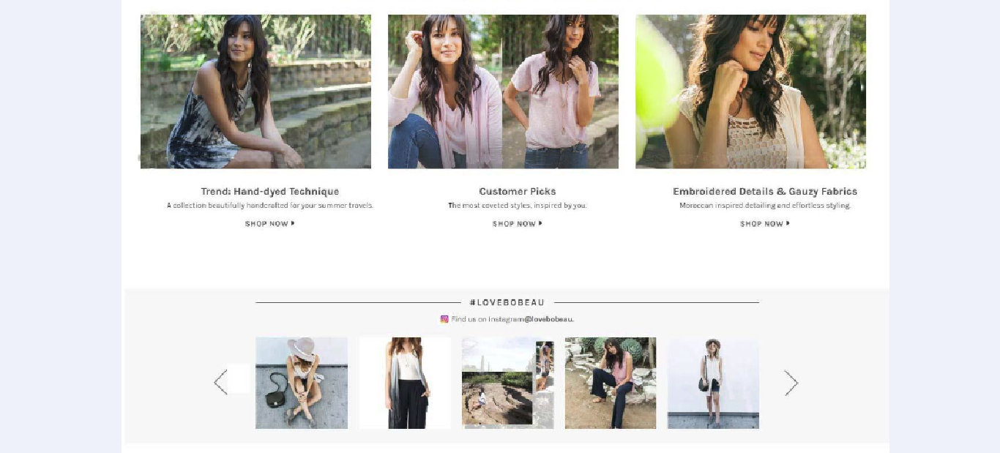 Trend: Hand-dyed Technique
A collection beautifully handcrafted for your summer travels.
SHOP NOW
Customer Picks
The most coveted styles, inspired by you.
SHOP NOW
Embroidered Details & Gauzy Fabrics
Moroccan inspired detailing and effortless styling.
SHOP NOW
#LOVEBOBEAU
Find us on Instagram@lovebobeau.